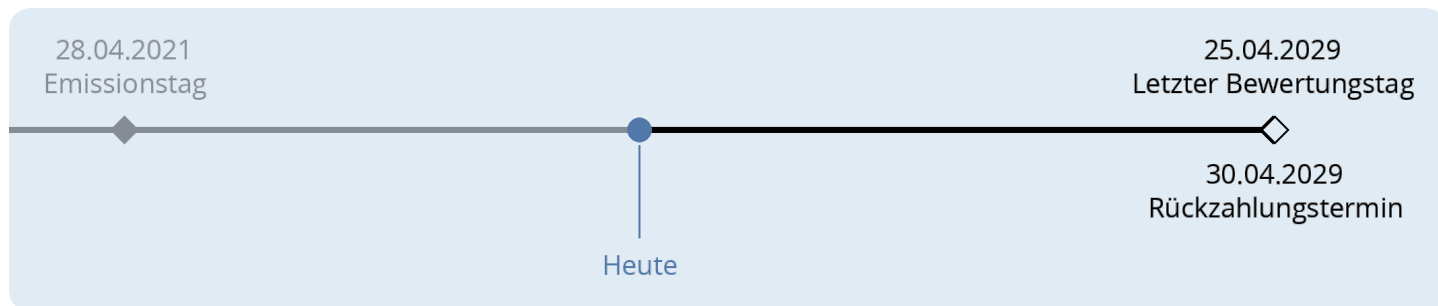 28.04.2021
Emissionstag
25.04.2029
Letzter Bewertungstag
30.04.2029
Rückzahlungstermin
Heute